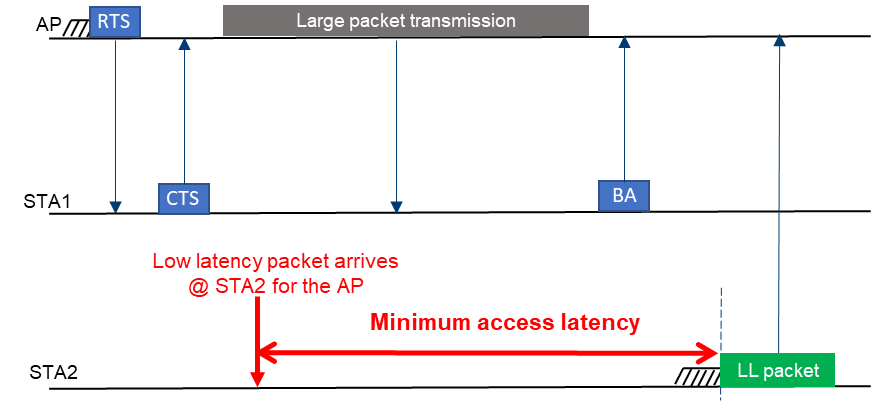 AP
RTS
Large packet transmission
STA1
CTS
BA
Low latency packet arrives
@ STA2 for the AP
Minimum access latency
STA2
LL packet